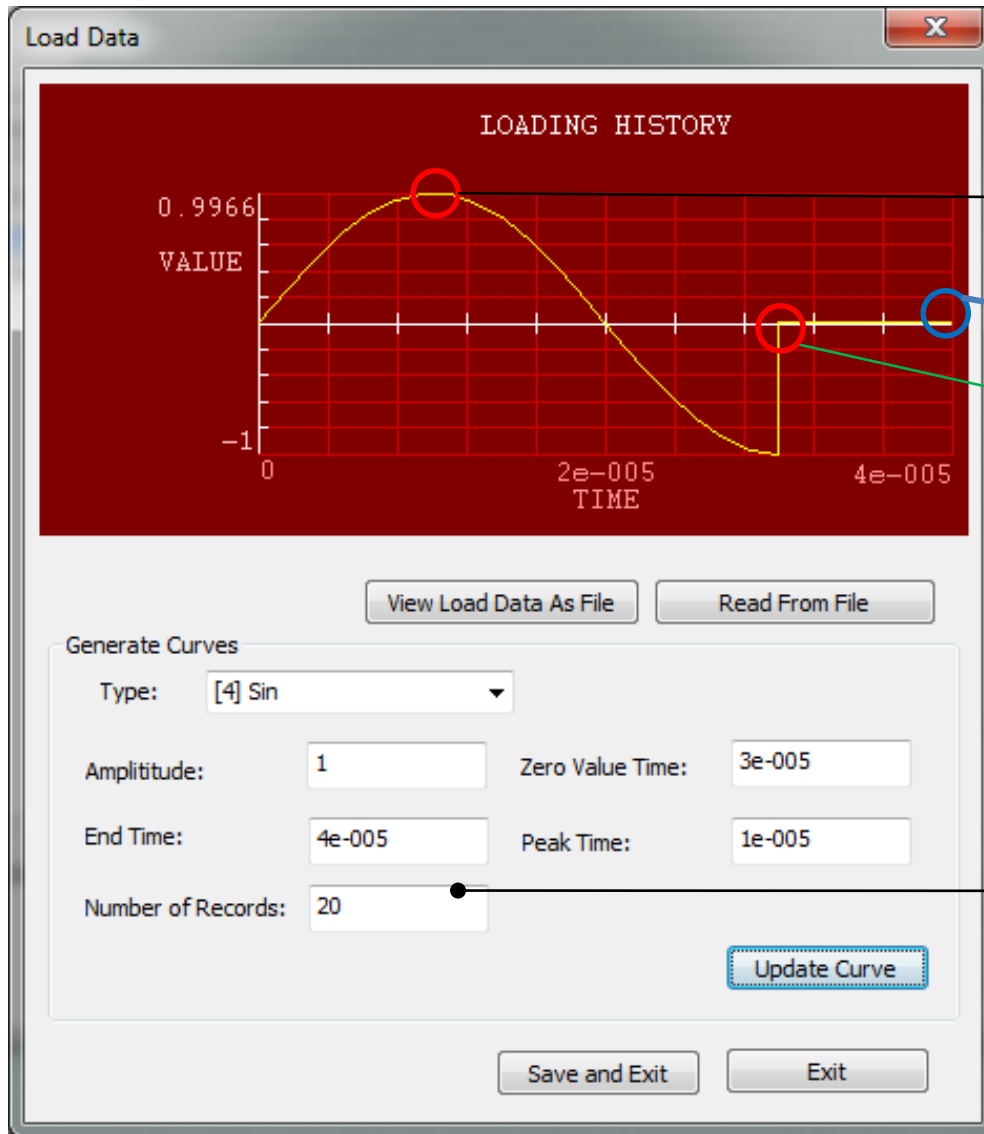 Load Data
X
LOADING HISTORY
0.9966
VALUE
-1
0 2e-005 4e-005
TIME
View Load Data As File Read From File
Generate Curves
Type: [4] Sin
Amplititude: 1 Zero Value Time: 3e-005
End Time: 4e-005 Peak Time: 1e-005
Number of Records: 20
Update Curve
Save and Exit Exit